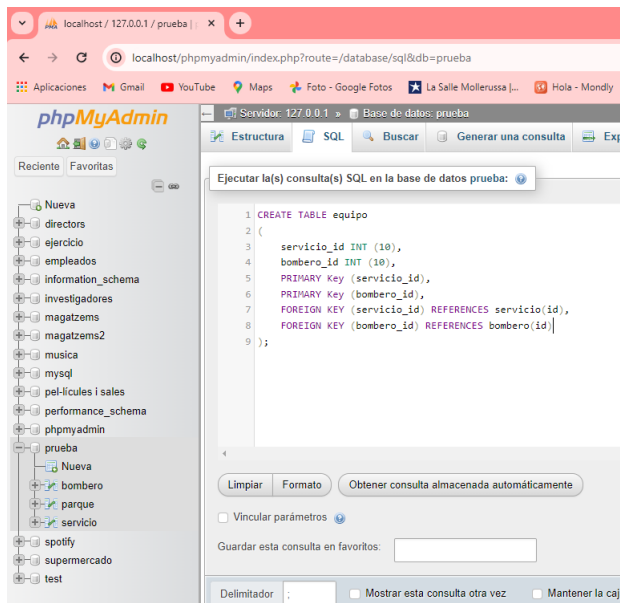 localhost / 127.0.0.1 / prueba |
localhost/phpmyadmin/index.php?route=/database/sql&db=prueba
Aplicaciones Gmail YouTube Maps Foto - Google Fotos La Salle Mollerussa |... Hola - Mondly
phpMyAdmin
Reciente Favoritas
Nueva
directors
ejercicio
empleados
information_schema
investigadores
magatzems
magatzems2
musica
mysql
pel·lícules i sales
performance_schema
phpmyadmin
prueba
Nueva
bombero
parque
servicio
spotify
supermercado
test
Servidor: 127.0.0.1 » Base de datos: prueba
Estructura SQL Buscar Generar una consulta Exp
Ejecutar la(s) consulta(s) SQL en la base de datos prueba:
1 CREATE TABLE equipo
2 (
3 servicio_id INT (10),
4 bombero_id INT (10),
5 PRIMARY Key (servicio_id),
6 PRIMARY Key (bombero_id),
7 FOREIGN KEY (servicio_id) REFERENCES servicio(id),
8 FOREIGN KEY (bombero_id) REFERENCES bombero(id)
9 );
Limpiar Formato Obtener consulta almacenada automáticamente
Vincular parámetros
Guardar esta consulta en favoritos:
Delimitador ; Mostrar esta consulta otra vez Mantener la caj